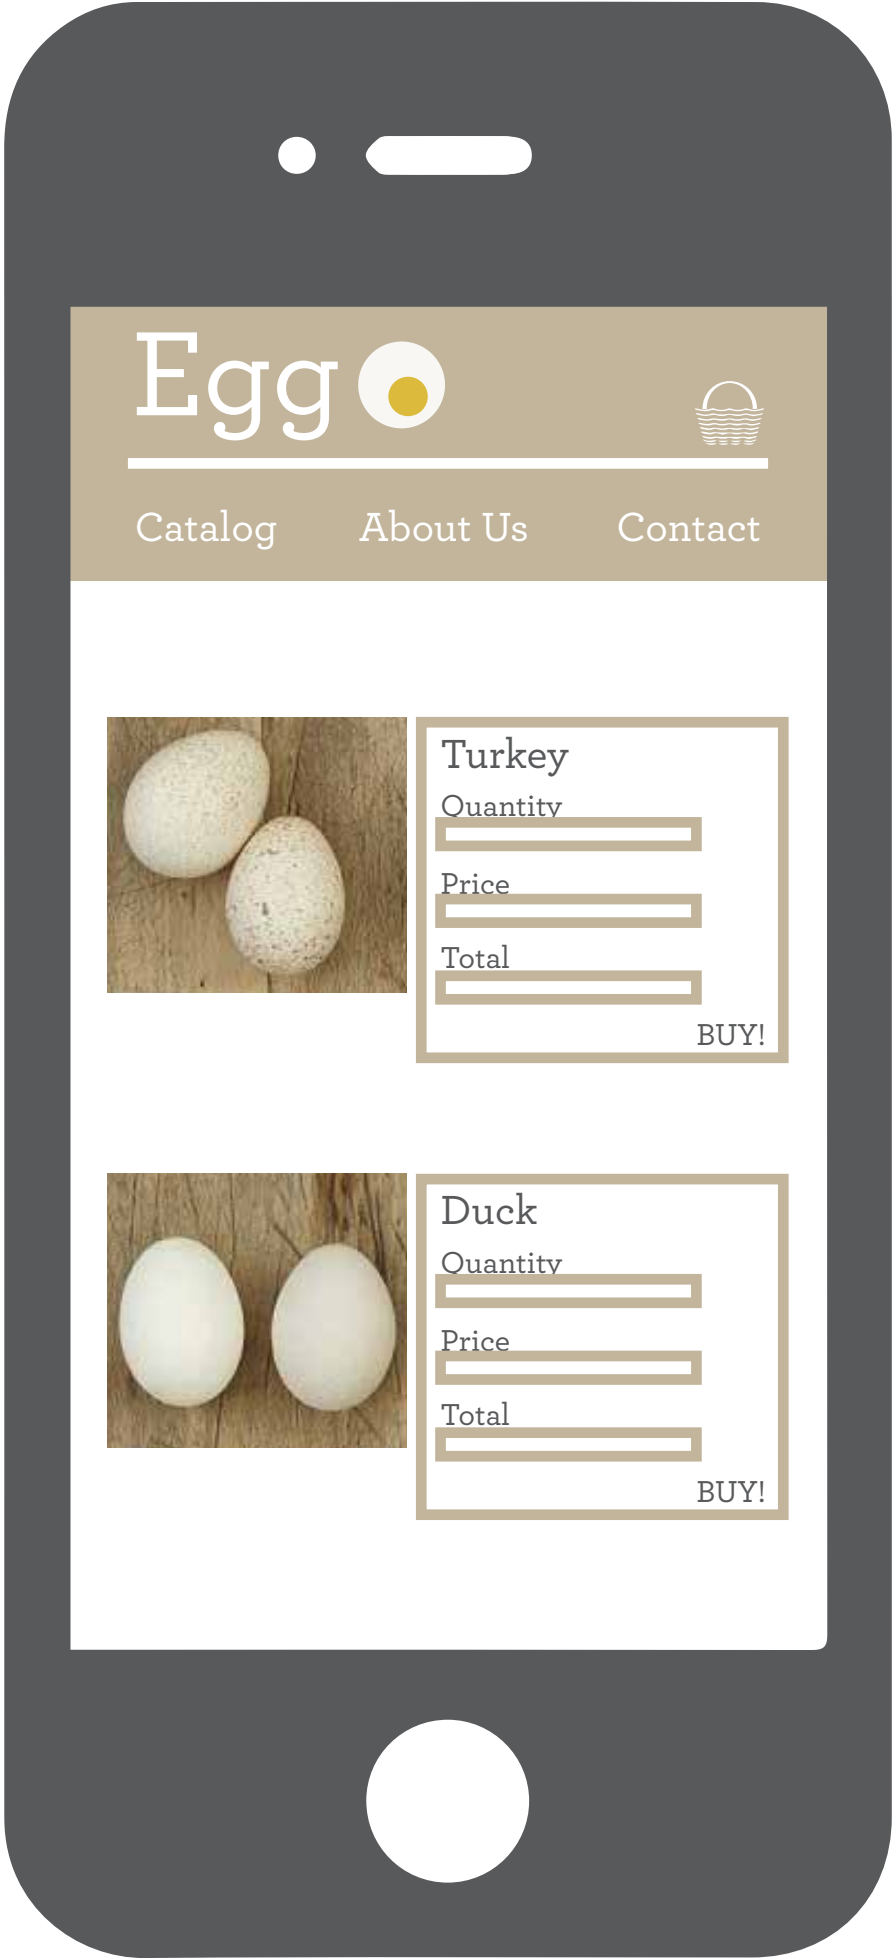 Egg
Catalog About Us Contact
Turkey
Quantity
Price
Total
BUY!
Duck
Quantity
Price
Total
BUY!